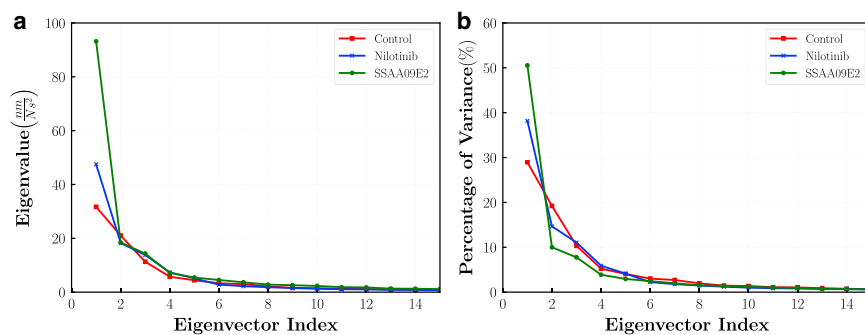 a
100
80
60
40
20
0
0 2 4 6 8 10 12 14
Eigenvalue(nm/Ns²)
Eigenvector Index
Control
Nilotinib
SSAA09E2
b
60
50
40
30
20
10
0
0 2 4 6 8 10 12 14
Percentage of Variance(%)
Eigenvector Index
Control
Nilotinib
SSAA09E2